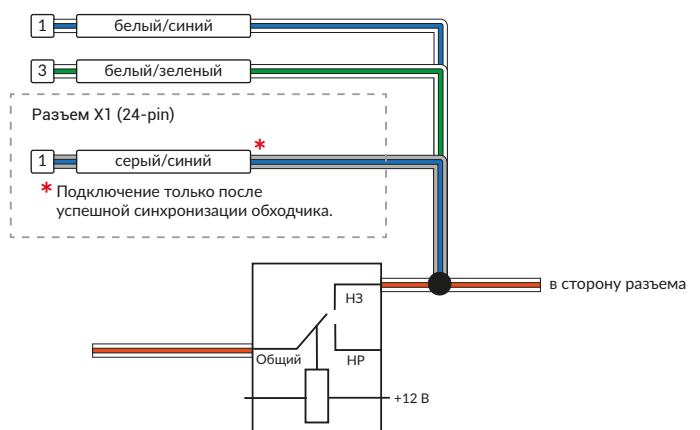 1 белый/синий
3 белый/зеленый
Разъем X1 (24-pin)
1 серый/синий *
* Подключение только после
успешной синхронизации обходчика.
НЗ
в сторону разъема
Общий
НР
+12 В